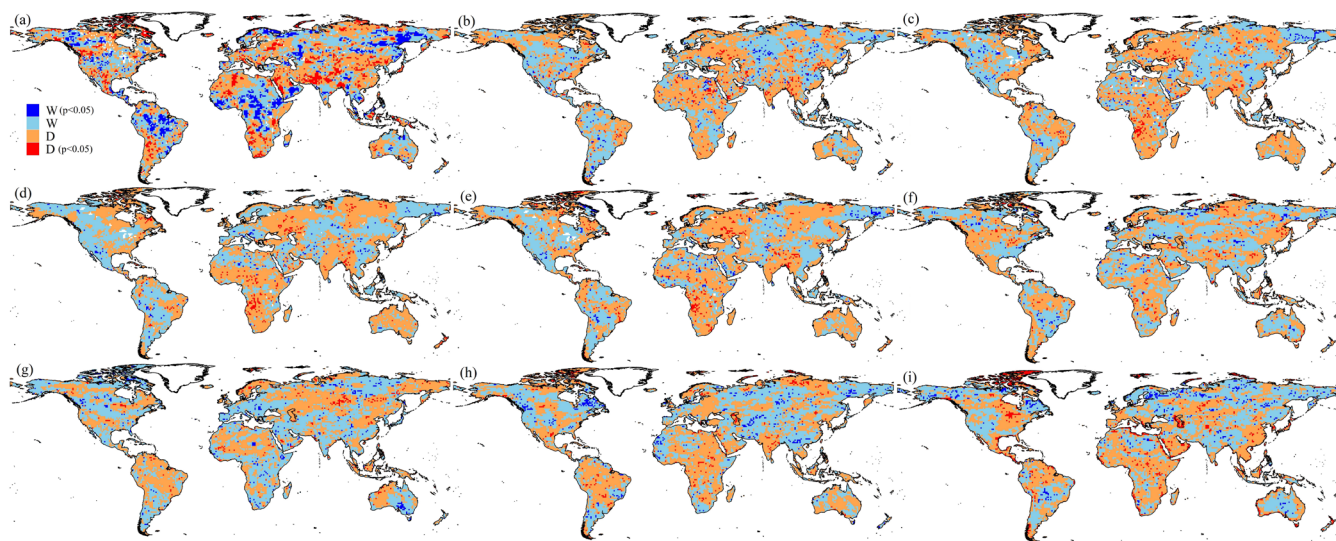 (a)
(b)
(c)
W (p<0.05)
W
D
D (p<0.05)
(d)
(e)
(f)
(g)
(h)
(i)